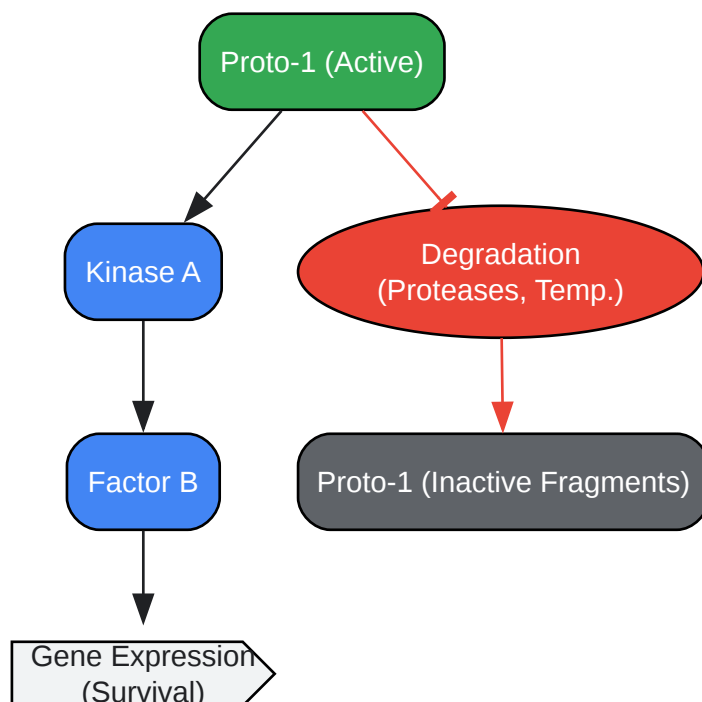 Proto-1 (Active)
Kinase A
Degradation
(Proteases, Temp.)
Factor B
Proto-1 (Inactive Fragments)
Gene Expression
(Survival)